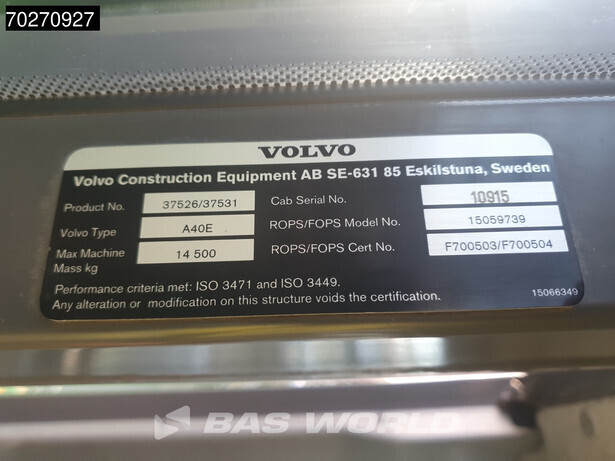 70270927
VOLVO
Volvo Construction Equipment AB SE-631 85 Eskilstuna, Sweden
Product No. 37526/37531 Cab Serial No. 10915
Volvo Type A40E ROPS/FOPS Model No. 15059739
Max Machine Mass kg 14 500 ROPS/FOPS Cert No. F700503/F700504
Performance criteria met: ISO 3471 and ISO 3449.
Any alteration or modification on this structure voids the certification. 15066349
BAS WORLD